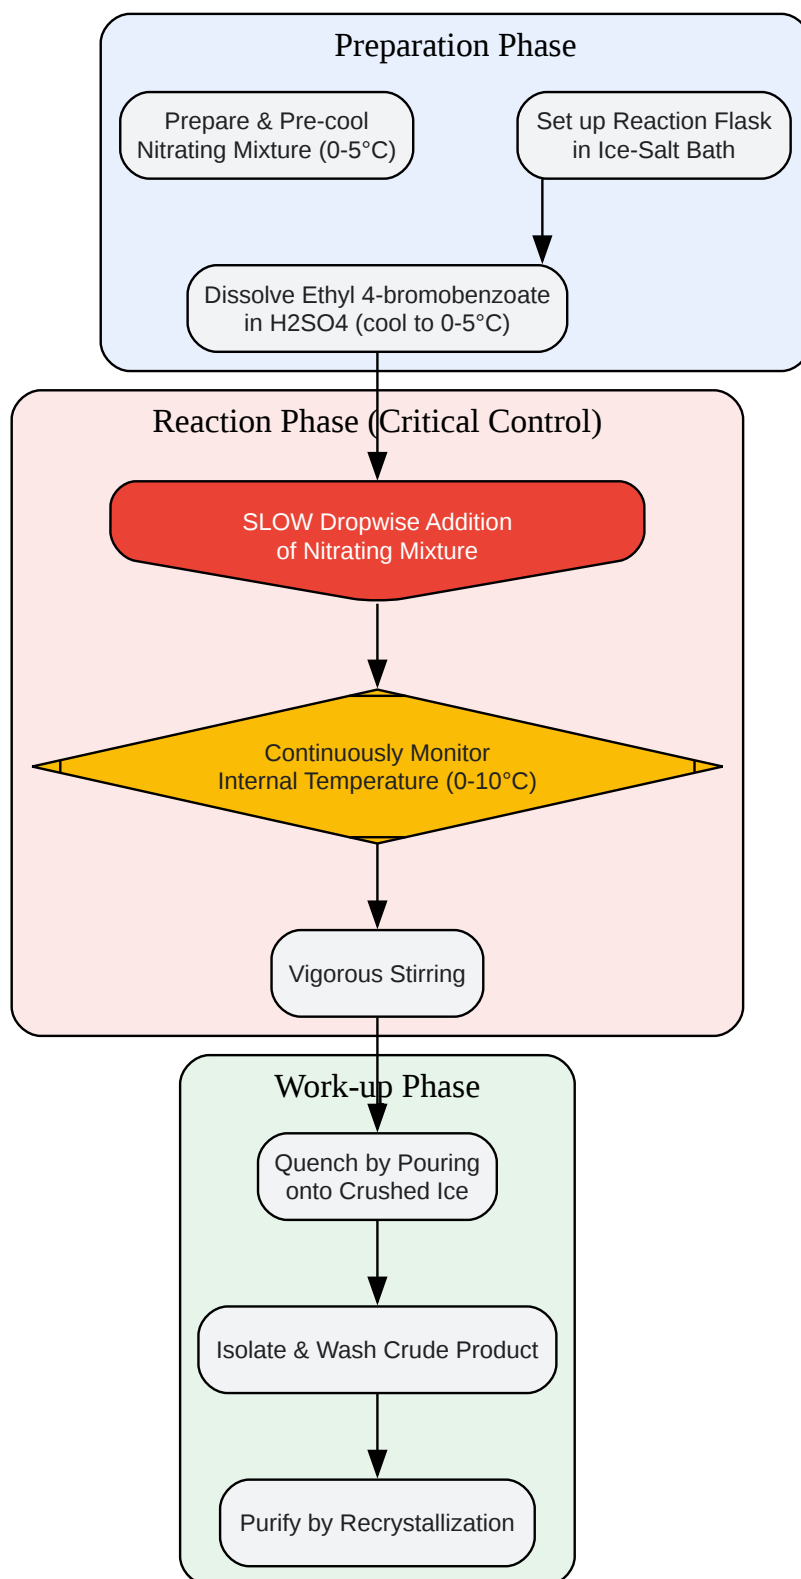 Preparation Phase
Prepare & Pre-cool
Nitrating Mixture (0-5°C)
Set up Reaction Flask
in Ice-Salt Bath
Dissolve Ethyl 4-bromobenzoate
in H2SO4 (cool to 0-5°C)
Reaction Phase (Critical Control)
SLOW Dropwise Addition
of Nitrating Mixture
Continuously Monitor
Internal Temperature (0-10°C)
Vigorous Stirring
Work-up Phase
Quench by Pouring
onto Crushed Ice
Isolate & Wash Crude Product
Purify by Recrystallization